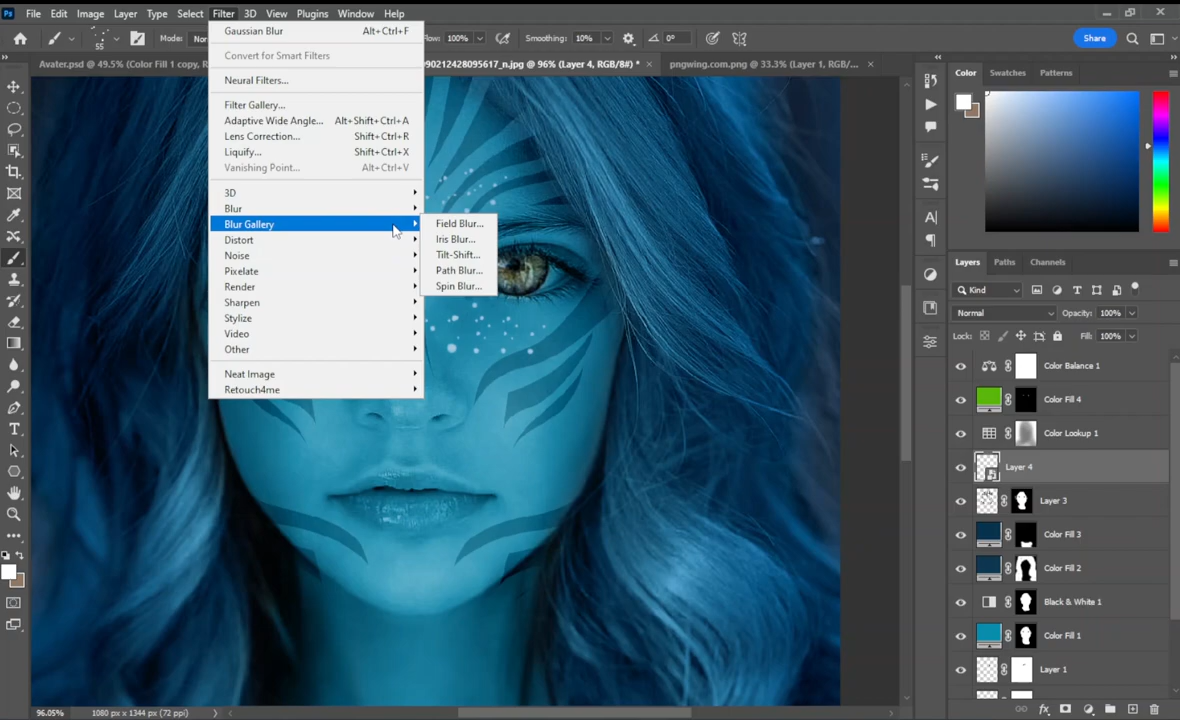 Ps File Edit Image Layer Type Select Filter 3D View Plugins Window Help
55 Mode: Flow: 100% Smoothing: 10% 0° Share
Avater.psd @ 49.5% (Color Fill 1 copy, 90212428095617_n.jpg @ 96% (Layer 4, RGB/8#) * × pngwing.com.png @ 33.3% (Layer 1, RGB/... ×
Gaussian Blur Alt+Ctrl+F
Convert for Smart Filters
Neural Filters...
Filter Gallery...
Adaptive Wide Angle... Alt+Shift+Ctrl+A
Lens Correction... Shift+Ctrl+R
Liquify... Shift+Ctrl+X
Vanishing Point... Alt+Ctrl+V
3D
Blur
Blur Gallery
Distort
Noise
Pixelate
Render
Sharpen
Stylize
Video
Other
Neat Image
Retouch4me
Field Blur...
Iris Blur...
Tilt-Shift...
Path Blur...
Spin Blur...
Color Swatches Patterns
Layers Paths Channels
Kind
Normal Opacity: 100%
Lock: Fill: 100%
Color Balance 1
Color Fill 4
Color Lookup 1
Layer 4
Layer 3
Color Fill 3
Color Fill 2
Black & White 1
Color Fill 1
Layer 1
96.05% 1080 px x 1344 px (72 ppi)